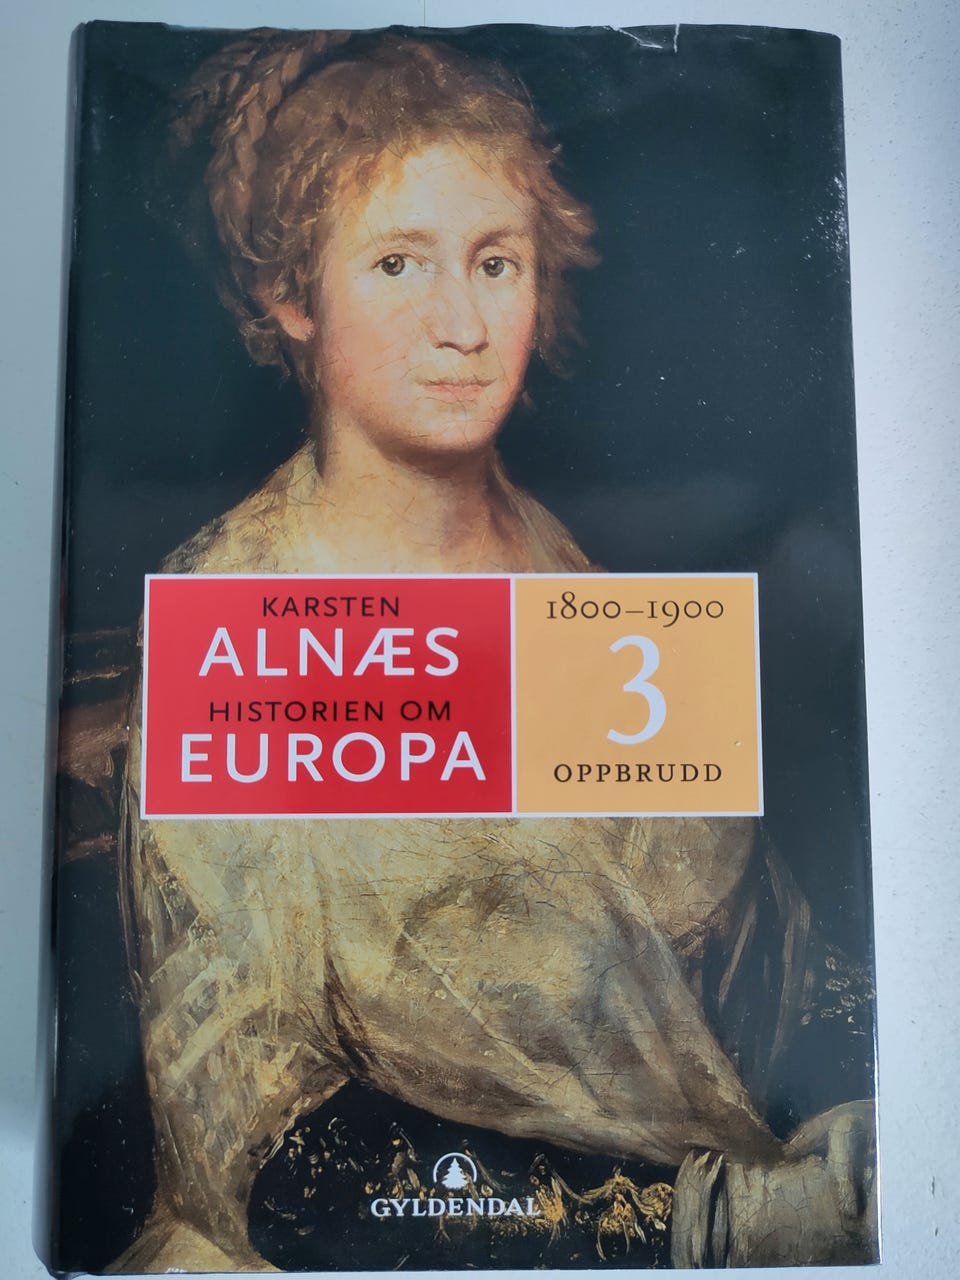 KARSTEN
ALNÆS
HISTORIEN OM
EUROPA
1800–1900
3
OPPBRUDD
GYLDENDAL